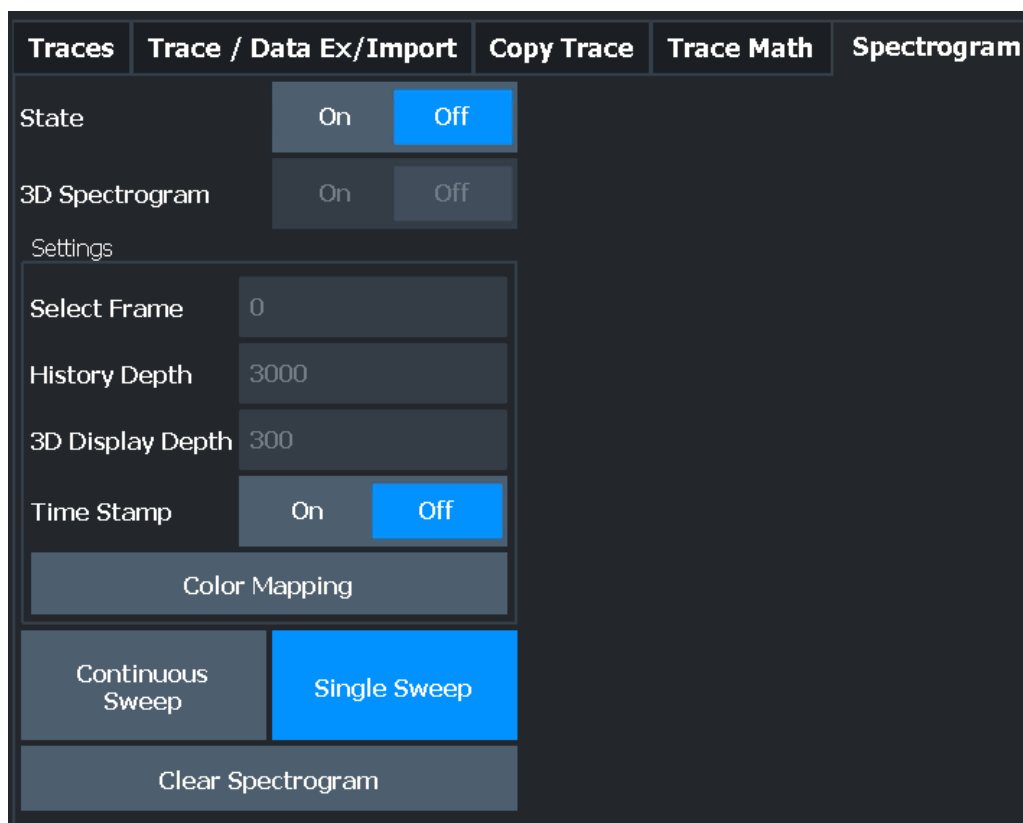 Traces Trace / Data Ex/Import Copy Trace Trace Math Spectrogram
State On Off
3D Spectrogram On Off
Settings
Select Frame 0
History Depth 3000
3D Display Depth 300
Time Stamp On Off
Color Mapping
Continuous
Sweep
Single Sweep
Clear Spectrogram